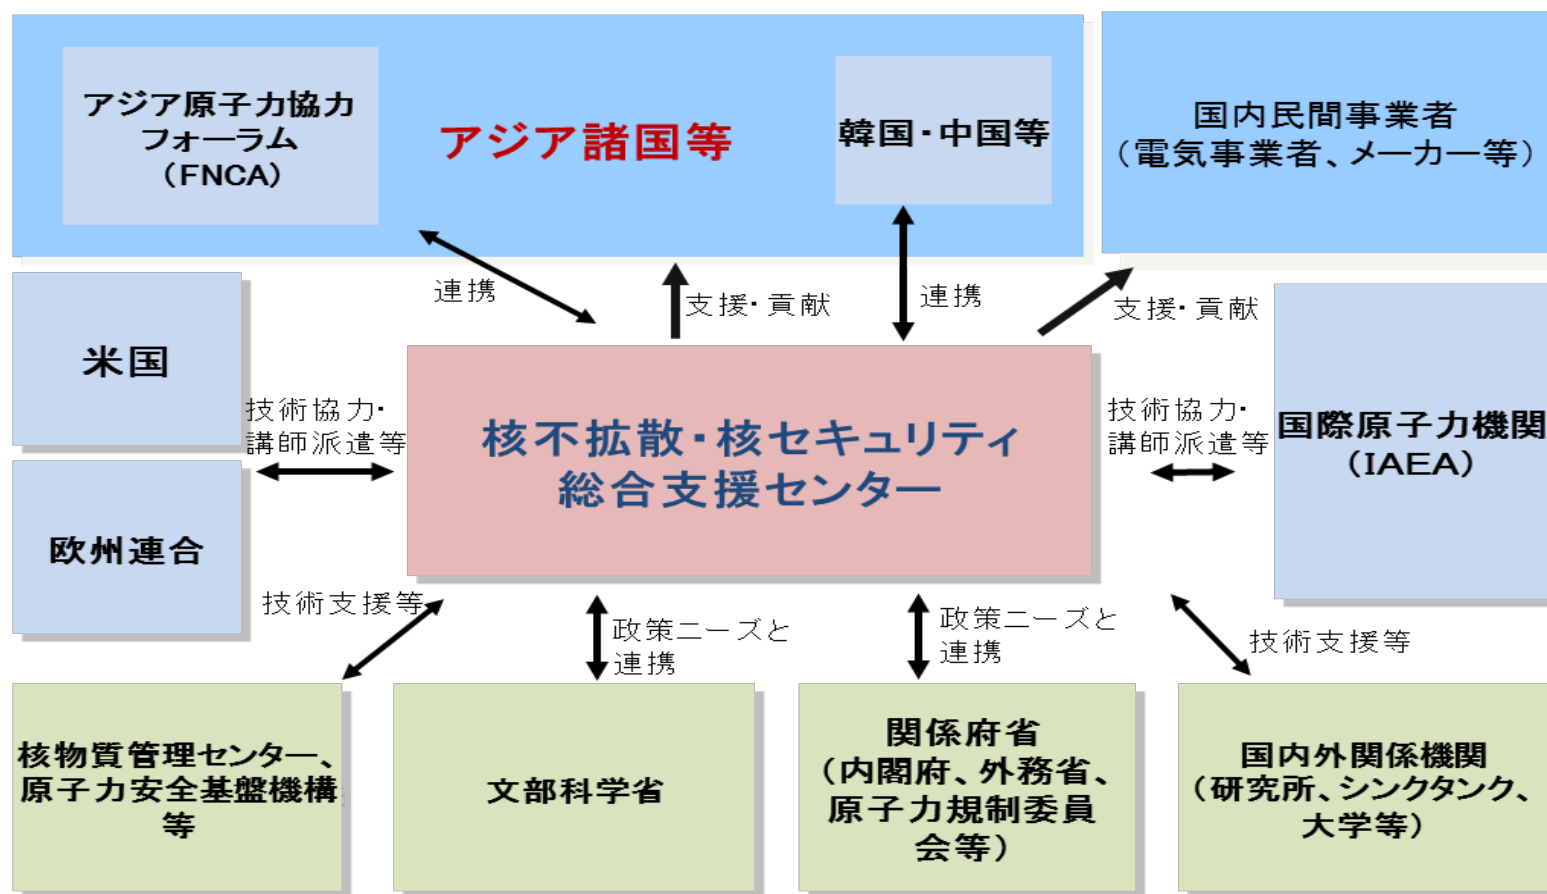 アジア原子力協力
フォーラム
(FNCA)
アジア諸国等
韓国・中国等
国内民間事業者
(電気事業者、メーカー等)
連携
支援・貢献
連携
支援・貢献
米国
技術協力・
講師派遣等
核不拡散・核セキュリティ
総合支援センター
技術協力・
講師派遣等
国際原子力機関
(IAEA)
欧州連合
技術支援等
政策ニーズと
連携
政策ニーズと
連携
技術支援等
核物質管理センター、
原子力安全基盤機構
等
文部科学省
関係府省
(内閣府、外務省、
原子力規制委員
会等)
国内外関係機関
(研究所、シンクタンク、
大学等)